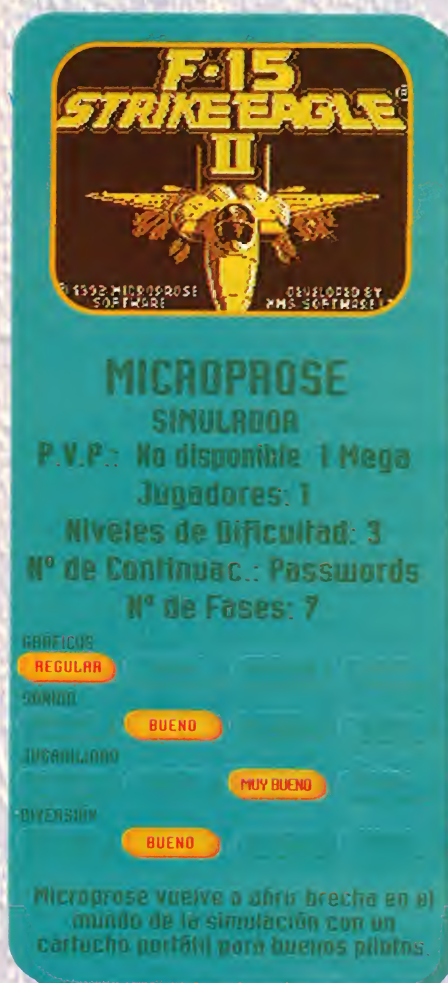 F-15
STRIKE EAGLE
II
© 1992 MICROPROSE
SOFTWARE
DEVELOPED BY
NMS SOFTWARE
MICROPROSE
SIMULADOR
P.V.P.: No disponible 1 Mega
Jugadores: 1
Niveles de Dificultad: 3
Nº de Continuac.: Passwords
Nº de Fases: 7
GRÁFICOS
REGULAR
SONIDO
BUENO
JUGABILIDAD
MUY BUENO
DIVERSIÓN
BUENO
Microprose vuelve a abrir brecha en el
mundo de la simulación con un
cartucho portátil para buenos pilotos.